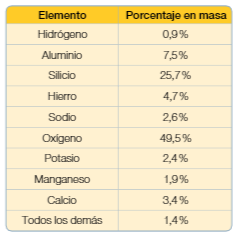 Elemento Porcentaje en masa
Hidrógeno 0,9 %
Aluminio 7,5 %
Silicio 25,7 %
Hierro 4,7 %
Sodio 2,6 %
Oxígeno 49,5 %
Potasio 2,4 %
Manganeso 1,9 %
Calcio 3,4 %
Todos los demás 1,4 %